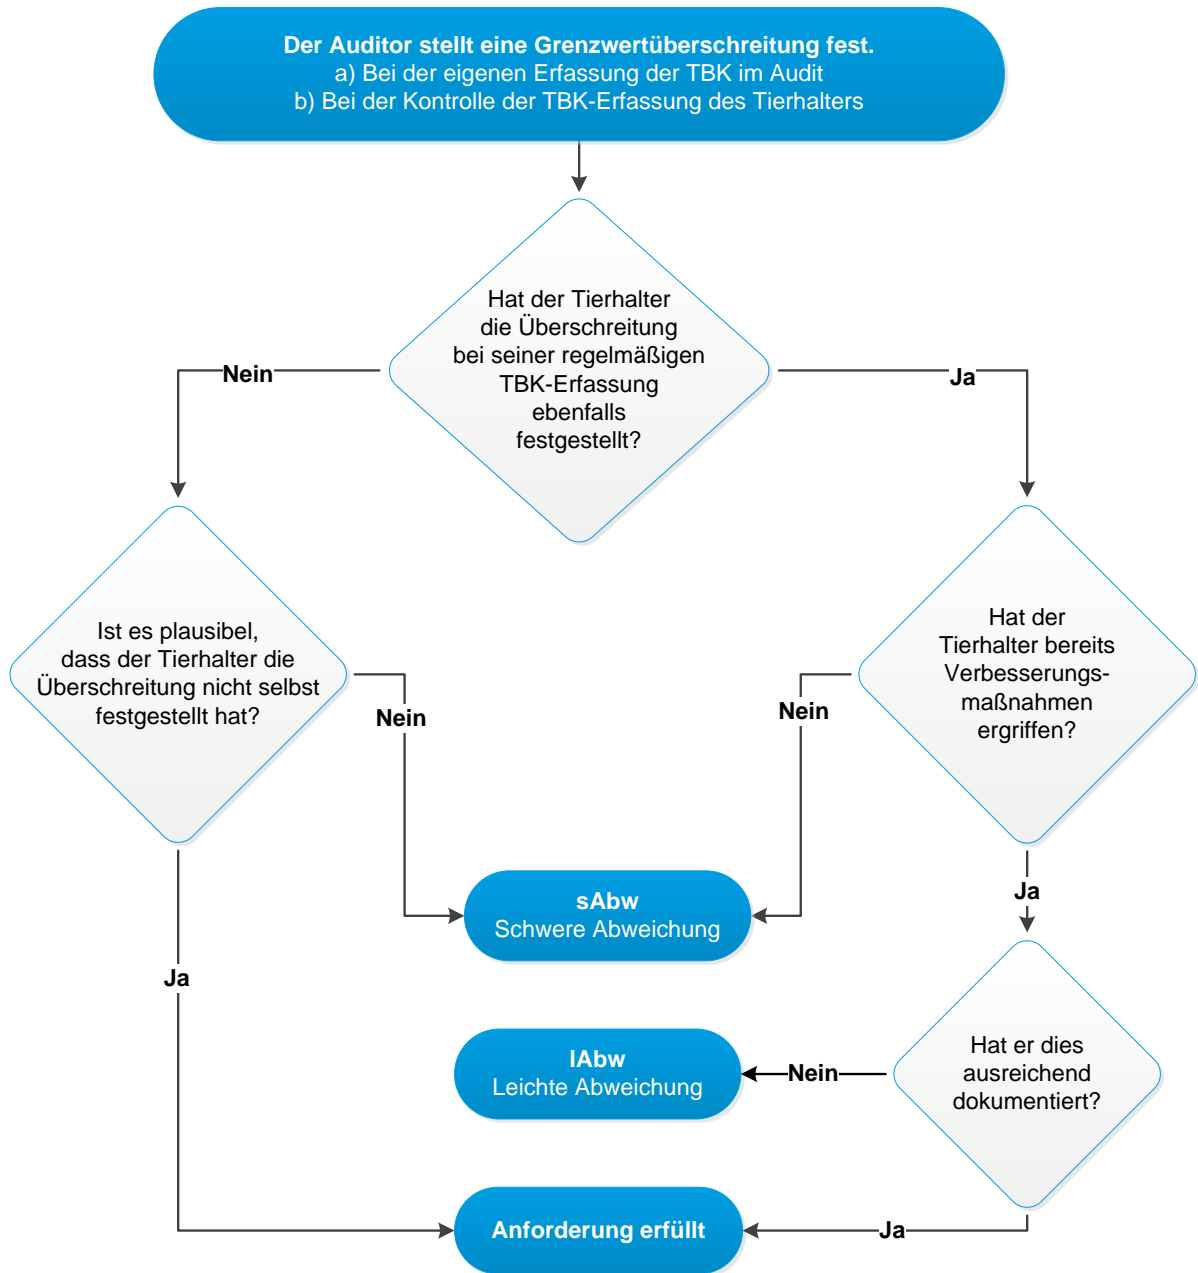 Der Auditor stellt eine Grenzwertüberschreitung fest.
a) Bei der eigenen Erfassung der TBK im Audit
b) Bei der Kontrolle der TBK-Erfassung des Tierhalters
Hat der Tierhalter
die Überschreitung
bei seiner regelmäßigen
TBK-Erfassung
ebenfalls
festgestellt?
Nein
Ja
Ist es plausibel,
dass der Tierhalter die
Überschreitung nicht selbst
festgestellt hat?
Hat der
Tierhalter bereits
Verbesserungs-
maßnahmen
ergriffen?
Nein
Nein
sAbw
Schwere Abweichung
Ja
Ja
lAbw
Leichte Abweichung
Nein
Hat er dies
ausreichend
dokumentiert?
Anforderung erfüllt
Ja